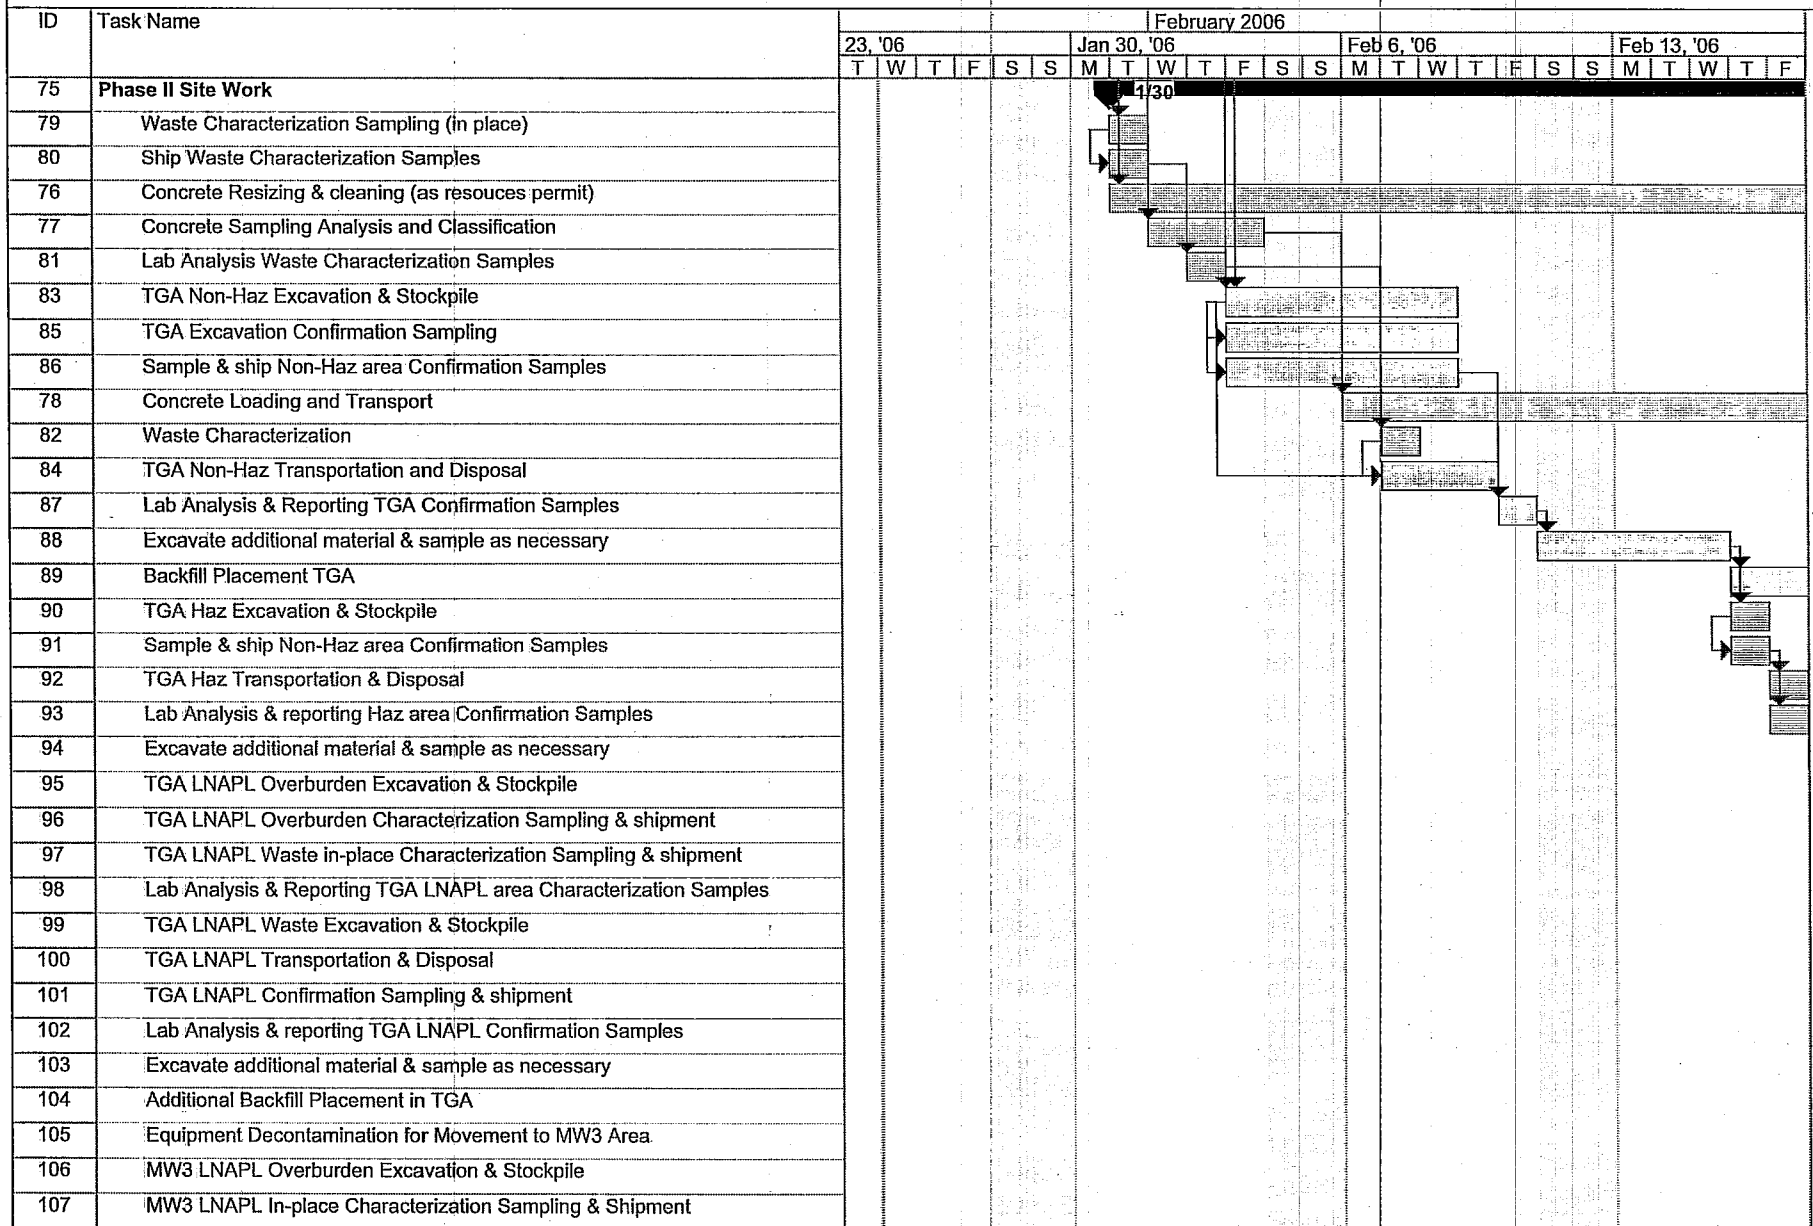 ID Task Name
February 2006
23, '06 Jan 30, '06 Feb 6, '06 Feb 13, '06
T W T F S S M T W T F S S M T W T F S S M T W T F
75 Phase II Site Work 1/30
79 Waste Characterization Sampling (in place)
80 Ship Waste Characterization Samples
76 Concrete Resizing & cleaning (as resouces permit)
77 Concrete Sampling Analysis and Classification
81 Lab Analysis Waste Characterization Samples
83 TGA Non-Haz Excavation & Stockpile
85 TGA Excavation Confirmation Sampling
86 Sample & ship Non-Haz area Confirmation Samples
78 Concrete Loading and Transport
82 Waste Characterization
84 TGA Non-Haz Transportation and Disposal
87 Lab Analysis & Reporting TGA Confirmation Samples
88 Excavate additional material & sample as necessary
89 Backfill Placement TGA
90 TGA Haz Excavation & Stockpile
91 Sample & ship Non-Haz area Confirmation Samples
92 TGA Haz Transportation & Disposal
93 Lab Analysis & reporting Haz area Confirmation Samples
94 Excavate additional material & sample as necessary
95 TGA LNAPL Overburden Excavation & Stockpile
96 TGA LNAPL Overburden Characterization Sampling & shipment
97 TGA LNAPL Waste in-place Characterization Sampling & shipment
98 Lab Analysis & Reporting TGA LNAPL area Characterization Samples
99 TGA LNAPL Waste Excavation & Stockpile
100 TGA LNAPL Transportation & Disposal
101 TGA LNAPL Confirmation Sampling & shipment
102 Lab Analysis & reporting TGA LNAPL Confirmation Samples
103 Excavate additional material & sample as necessary
104 Additional Backfill Placement in TGA
105 Equipment Decontamination for Movement to MW3 Area
106 MW3 LNAPL Overburden Excavation & Stockpile
107 MW3 LNAPL In-place Characterization Sampling & Shipment